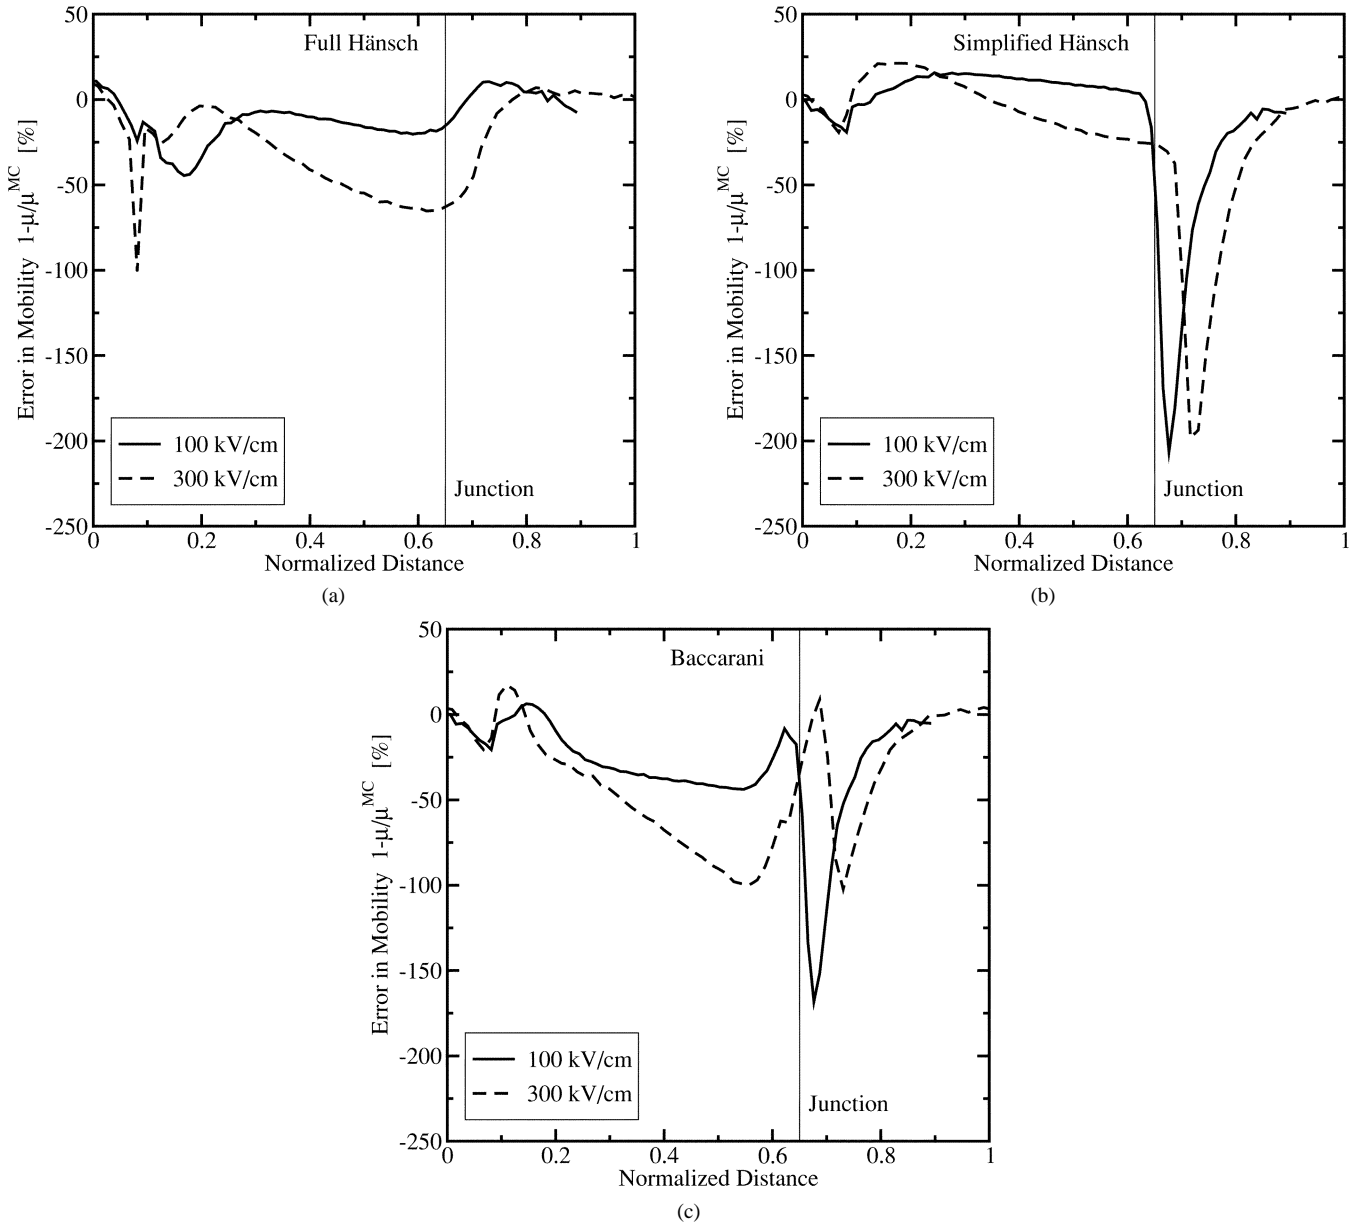 Full Hänsch
Error in Mobility 1-μ/μ^MC [%]
50
0
-50
-100
-150
-200
-250
100 kV/cm
300 kV/cm
Junction
0 0.2 0.4 0.6 0.8 1
Normalized Distance
(a)
Simplified Hänsch
Error in Mobility 1-μ/μ^MC [%]
50
0
-50
-100
-150
-200
-250
100 kV/cm
300 kV/cm
Junction
0 0.2 0.4 0.6 0.8 1
Normalized Distance
(b)
Baccarani
Error in Mobility 1-μ/μ^MC [%]
50
0
-50
-100
-150
-200
-250
100 kV/cm
300 kV/cm
Junction
0 0.2 0.4 0.6 0.8 1
Normalized Distance
(c)